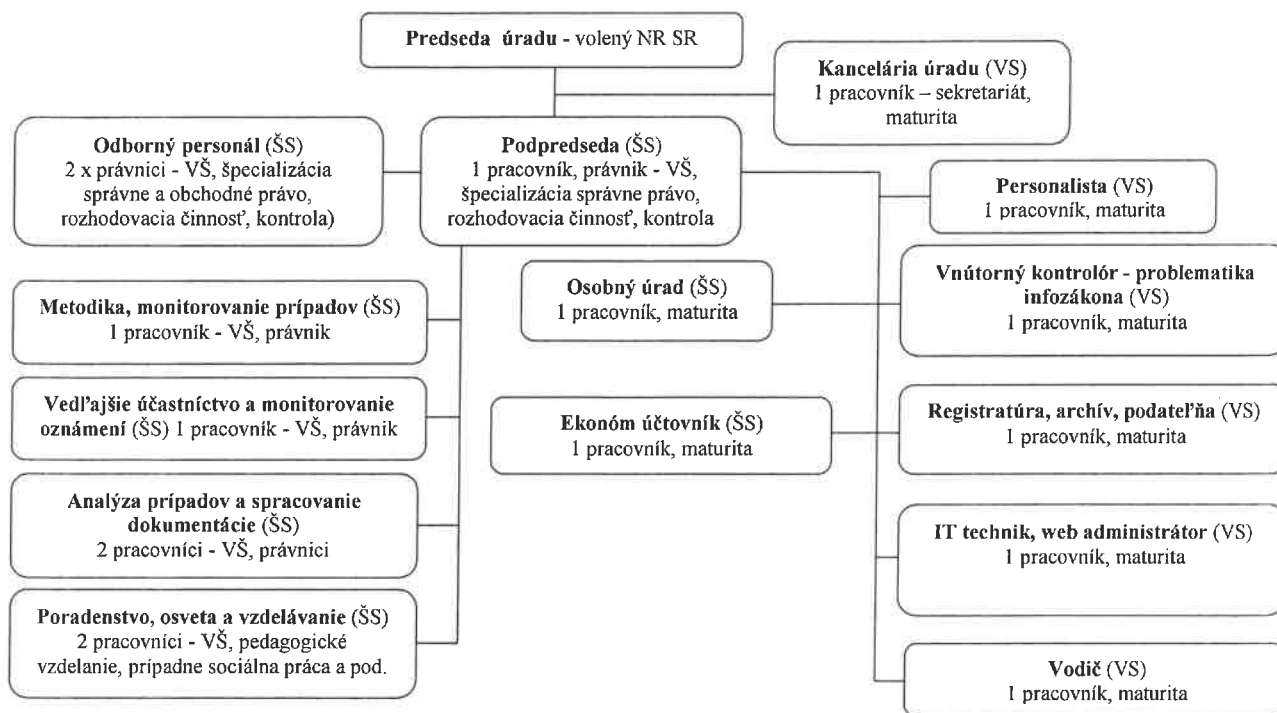 Predseda úradu - volený NR SR
Kancelária úradu (VS)
1 pracovník – sekretariát,
maturita
Odborný personál (ŠS)
2 x právnici - VŠ, špecializácia
správne a obchodné právo,
rozhodovacia činnosť, kontrola)
Podpredseda (ŠS)
1 pracovník, právnik - VŠ,
špecializácia správne právo,
rozhodovacia činnosť, kontrola
Personalista (VS)
1 pracovník, maturita
Metodika, monitorovanie prípadov (ŠS)
1 pracovník - VŠ, právnik
Osobný úrad (ŠS)
1 pracovník, maturita
Vnútorný kontrolór - problematika
infozákona (VS)
1 pracovník, maturita
Vedľajšie účastníctvo a monitorovanie
oznámení (ŠS) 1 pracovník - VŠ, právnik
Ekonóm účtovník (ŠS)
1 pracovník, maturita
Registratúra, archív, podateľňa (VS)
1 pracovník, maturita
Analýza prípadov a spracovanie
dokumentácie (ŠS)
2 pracovníci - VŠ, právnici
IT technik, web administrátor (VS)
1 pracovník, maturita
Poradenstvo, osveta a vzdelávanie (ŠS)
2 pracovníci - VŠ, pedagogické
vzdelanie, prípadne sociálna práca a pod.
Vodič (VS)
1 pracovník, maturita